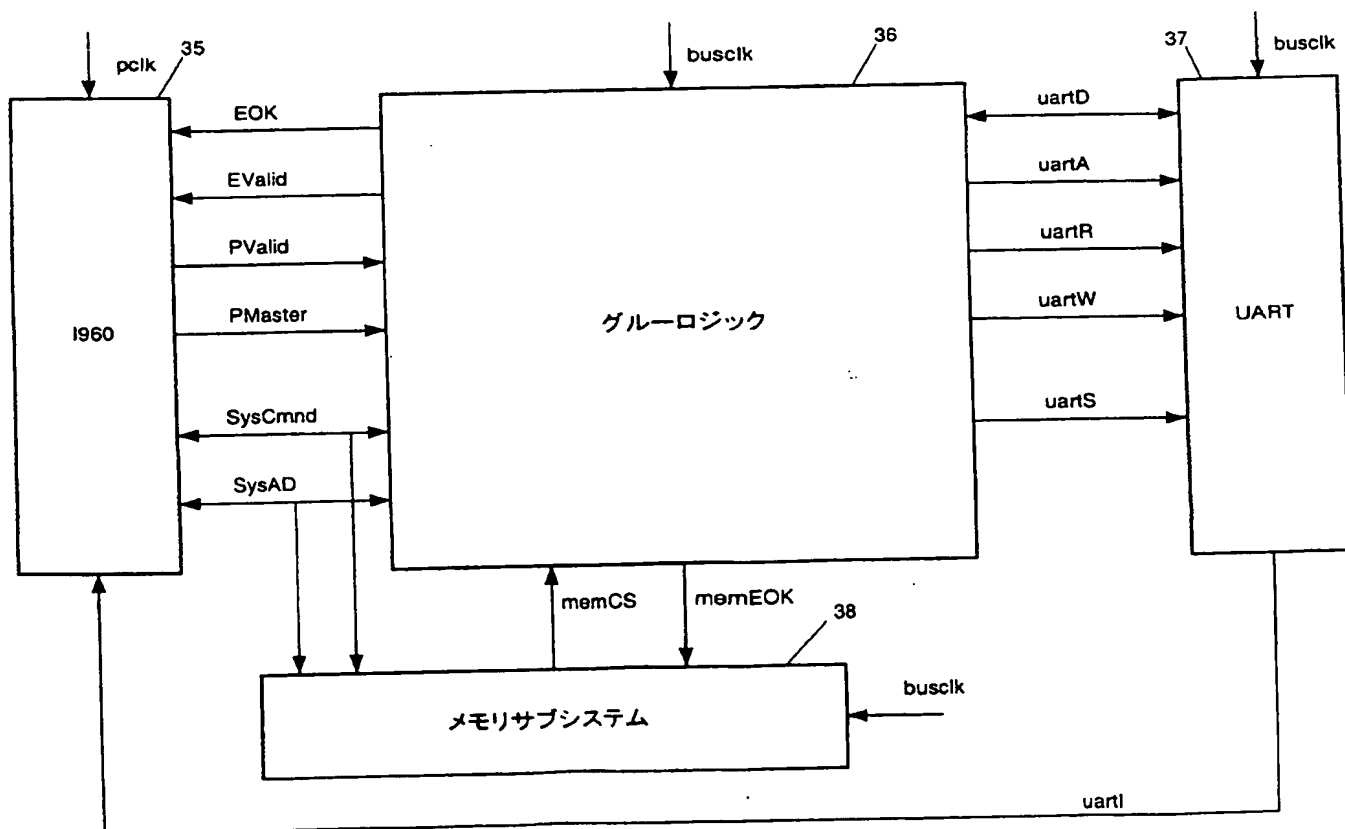 pclk
35
busclk
36
37
busclk
EOK
EValid
PValid
PMaster
SysCmnd
SysAD
I960
グルーロジック
uartD
uartA
uartR
uartW
uartS
UART
memCS
memEOK
38
メモリサブシステム
busclk
uartI